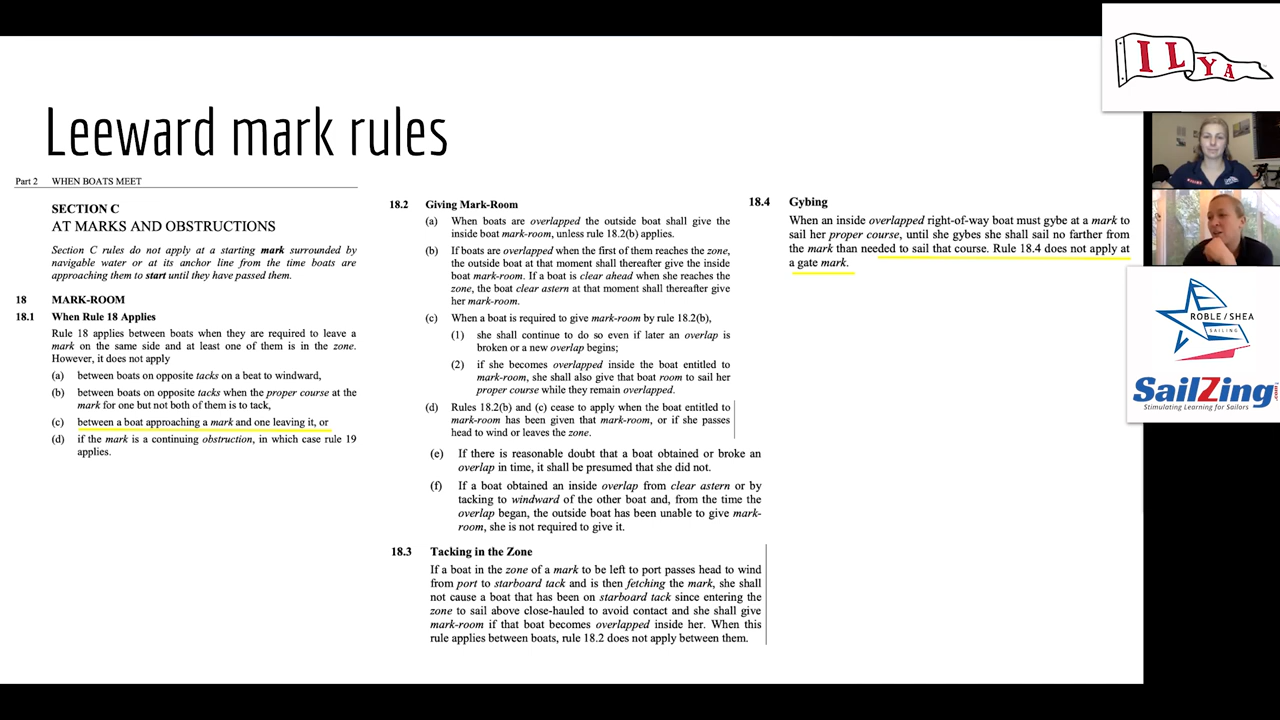 Leeward mark rules
Part 2 WHEN BOATS MEET
SECTION C
AT MARKS AND OBSTRUCTIONS
Section C rules do not apply at a starting mark surrounded by
navigable water or at its anchor line from the time boats are
approaching them to start until they have passed them.
18 MARK-ROOM
18.1 When Rule 18 Applies
Rule 18 applies between boats when they are required to leave a
mark on the same side and at least one of them is in the zone.
However, it does not apply
(a) between boats on opposite tacks on a beat to windward,
(b) between boats on opposite tacks when the proper course at the
mark for one but not both of them is to tack,
(c) between a boat approaching a mark and one leaving it, or
(d) if the mark is a continuing obstruction, in which case rule 19
applies.
18.2 Giving Mark-Room
(a) When boats are overlapped the outside boat shall give the
inside boat mark-room, unless rule 18.2(b) applies.
(b) If boats are overlapped when the first of them reaches the zone,
the outside boat at that moment shall thereafter give the inside
boat mark-room. If a boat is clear ahead when she reaches the
zone, the boat clear astern at that moment shall thereafter give
her mark-room.
(c) When a boat is required to give mark-room by rule 18.2(b),
(1) she shall continue to do so even if later an overlap is
broken or a new overlap begins;
(2) if she becomes overlapped inside the boat entitled to
mark-room, she shall also give that boat room to sail her
proper course while they remain overlapped.
(d) Rules 18.2(b) and (c) cease to apply when the boat entitled to
mark-room has been given that mark-room, or if she passes
head to wind or leaves the zone.
(e) If there is reasonable doubt that a boat obtained or broke an
overlap in time, it shall be presumed that she did not.
(f) If a boat obtained an inside overlap from clear astern or by
tacking to windward of the other boat and, from the time the
overlap began, the outside boat has been unable to give mark-
room, she is not required to give it.
18.3 Tacking in the Zone
If a boat in the zone of a mark to be left to port passes head to wind
from port to starboard tack and is then fetching the mark, she shall
not cause a boat that has been on starboard tack since entering the
zone to sail above close-hauled to avoid contact and she shall give
mark-room if that boat becomes overlapped inside her. When this
rule applies between boats, rule 18.2 does not apply between them.
18.4 Gybing
When an inside overlapped right-of-way boat must gybe at a mark to
sail her proper course, until she gybes she shall sail no farther from
the mark than needed to sail that course. Rule 18.4 does not apply at
a gate mark.
ILYA
ROBLE/SHEA
SAILING
SailZing
Stimulating Learning for Sailors